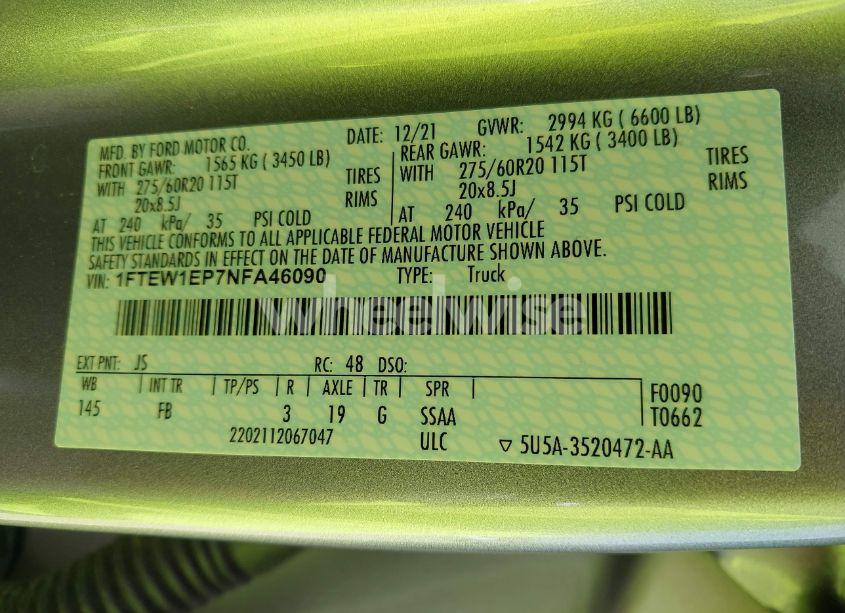 MFD. BY FORD MOTOR CO. DATE: 12/21 GVWR: 2994 KG ( 6600 LB)
FRONT GAWR: 1565 KG ( 3450 LB) REAR GAWR: 1542 KG ( 3400 LB)
WITH 275/60R20 115T TIRES WITH 275/60R20 115T TIRES
20x8.5J RIMS 20x8.5J RIMS
AT 240 kPa/ 35 PSI COLD AT 240 kPa/ 35 PSI COLD
THIS VEHICLE CONFORMS TO ALL APPLICABLE FEDERAL MOTOR VEHICLE
SAFETY STANDARDS IN EFFECT ON THE DATE OF MANUFACTURE SHOWN ABOVE.
VIN: 1FTEW1EP7NFA46090 TYPE: Truck
Wheelwise
EXT PNT: JS RC: 48 DSO:
WB INT TR TP/PS R AXLE TR SPR F0090
145 FB 3 19 G SSAA T0662
2202112067047 ULC 5U5A-3520472-AA